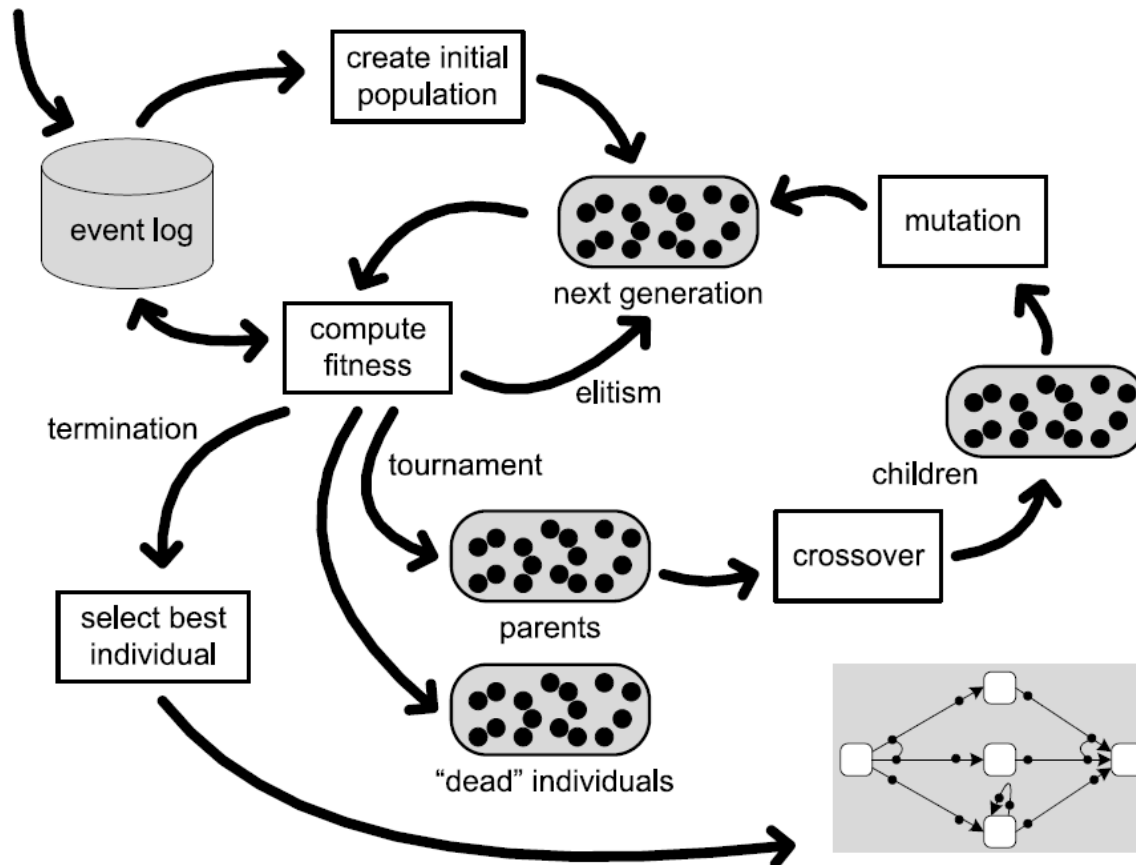 create initial
population
event log
mutation
next generation
compute
fitness
elitism
termination
tournament
children
crossover
select best
individual
parents
“dead” individuals